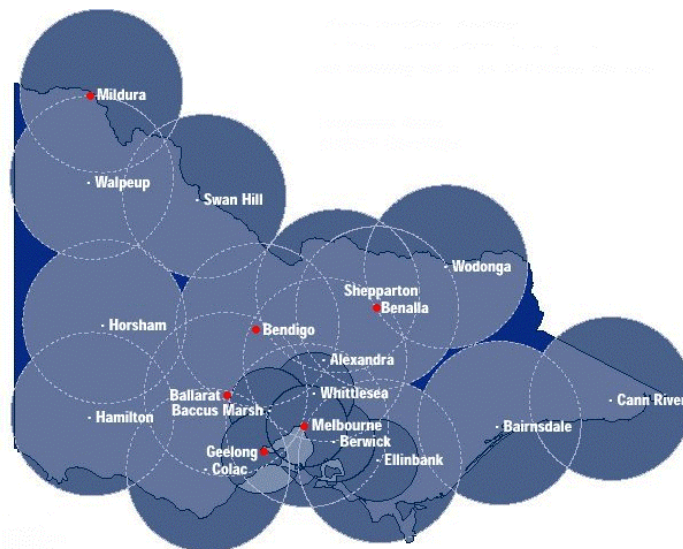 Mildura
Walpeup
Swan Hill
Wodonga
Shepparton
Benalla
Horsham
Bendigo
Alexandra
Ballarat
Whittlesea
Cann River
Baccus Marsh
Hamilton
Melbourne
Bairnsdale
Berwick
Geelong
Ellinbank
Colac